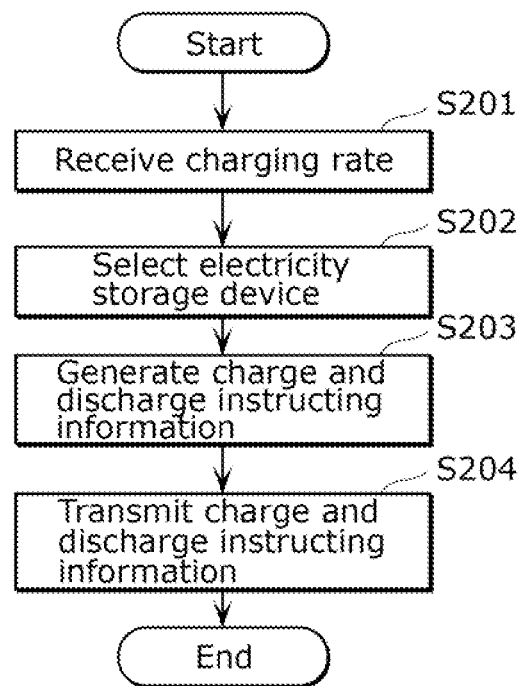 Start
S201
Receive charging rate
S202
Select electricity
storage device
S203
Generate charge and
discharge instructing
information
S204
Transmit charge and
discharge instructing
information
End